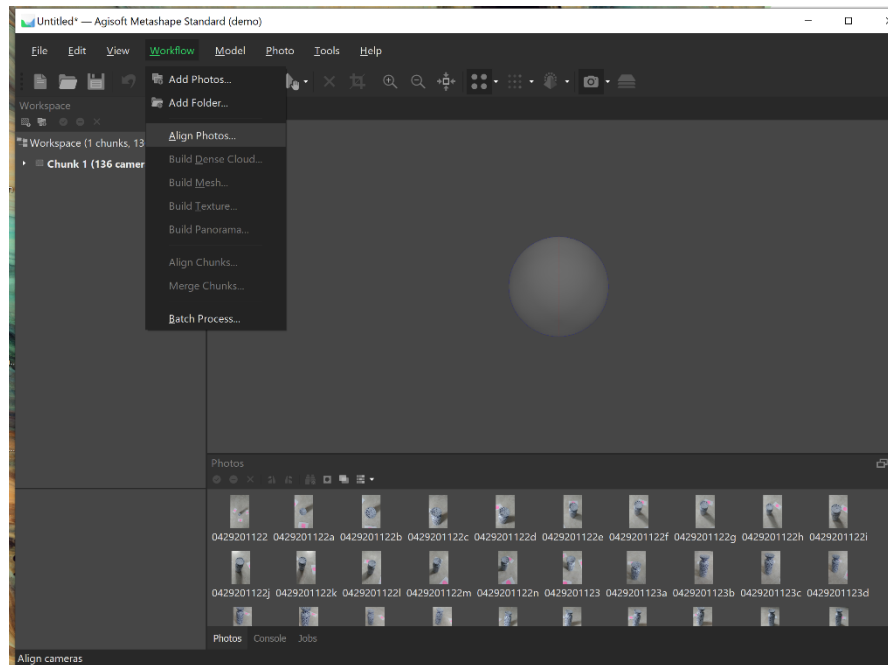 Untitled* — Agisoft Metashape Standard (demo)
File Edit View Workflow Model Photo Tools Help
Add Photos...
Add Folder...
Align Photos...
Build Dense Cloud...
Build Mesh...
Build Texture...
Build Panorama...
Align Chunks...
Merge Chunks...
Batch Process...
Workspace
Workspace (1 chunks, 13
Chunk 1 (136 camer
Photos
0429201122 0429201122a 0429201122b 0429201122c 0429201122d 0429201122e 0429201122f 0429201122g 0429201122h 0429201122i
0429201122j 0429201122k 0429201122l 0429201122m 0429201122n 0429201123 0429201123a 0429201123b 0429201123c 0429201123d
Photos Console Jobs
Align cameras